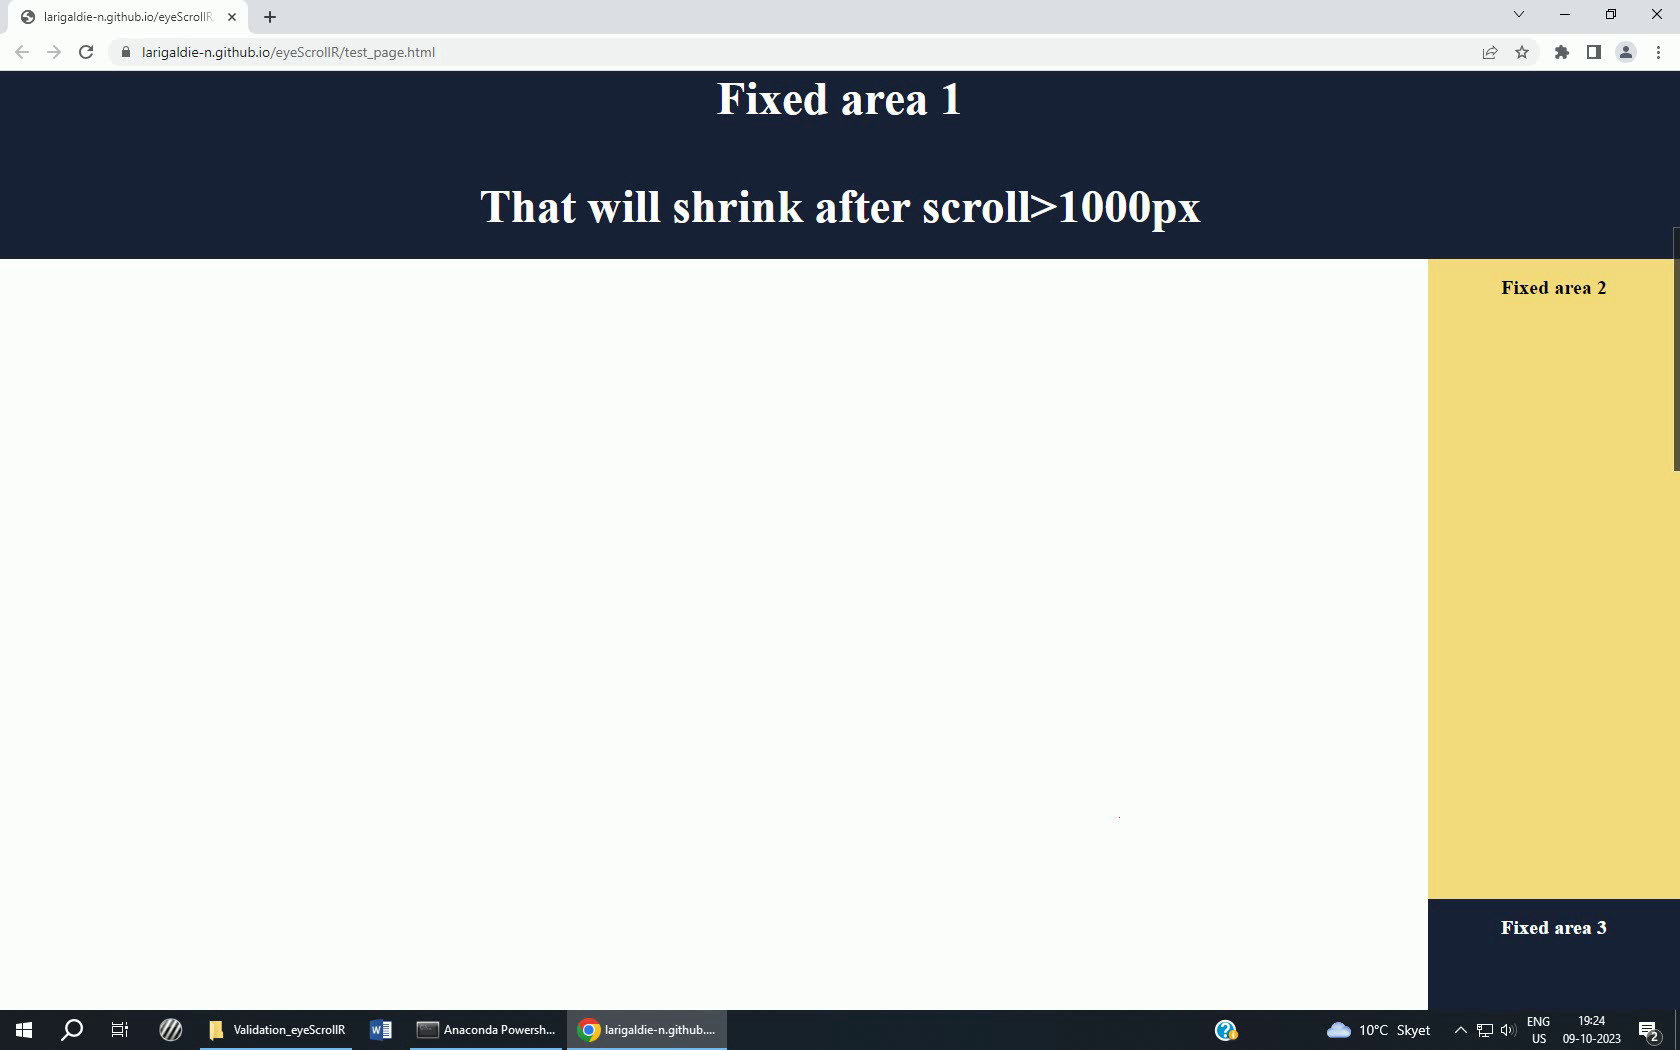 larigaldie-n.github.io/eyeScrollR
larigaldie-n.github.io/eyeScrollR/test_page.html
Fixed area 1
That will shrink after scroll>1000px
Fixed area 2
Fixed area 3
Validation_eyeScrollR
Anaconda Powersh...
larigaldie-n.github....
10°C Skyet
ENG
US
19:24
09-10-2023
2